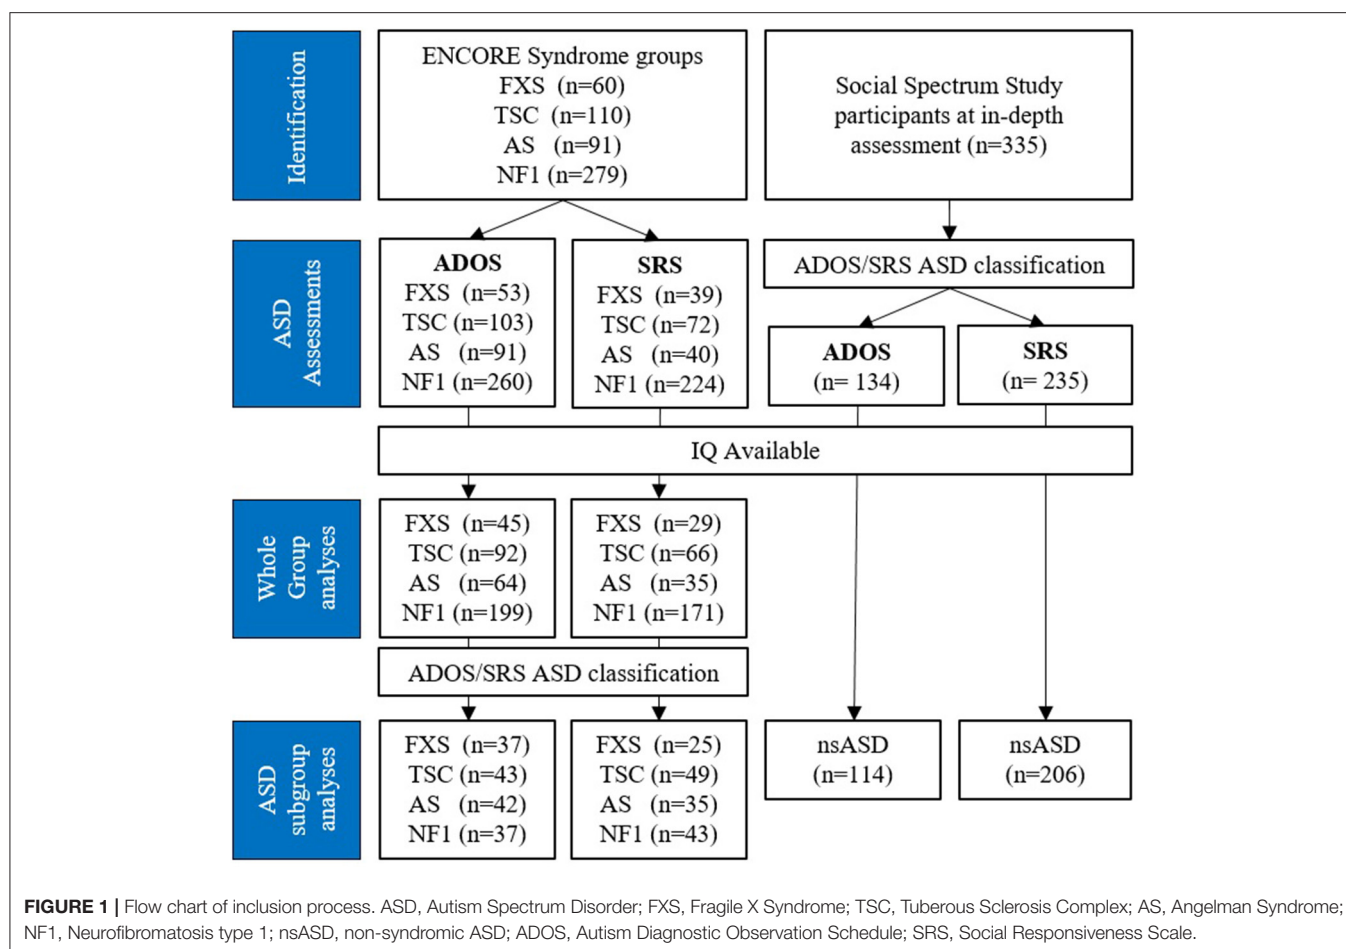 Identification
ENCORE Syndrome groups
FXS (n=60)
TSC (n=110)
AS (n=91)
NF1 (n=279)
Social Spectrum Study
participants at in-depth
assessment (n=335)
ASD
Assessments
ADOS
FXS (n=53)
TSC (n=103)
AS (n=91)
NF1 (n=260)
SRS
FXS (n=39)
TSC (n=72)
AS (n=40)
NF1 (n=224)
ADOS/SRS ASD classification
ADOS
(n= 134)
SRS
(n= 235)
IQ Available
Whole
Group
analyses
FXS (n=45)
TSC (n=92)
AS (n=64)
NF1 (n=199)
FXS (n=29)
TSC (n=66)
AS (n=35)
NF1 (n=171)
ADOS/SRS ASD classification
ASD
subgroup
analyses
FXS (n=37)
TSC (n=43)
AS (n=42)
NF1 (n=37)
FXS (n=25)
TSC (n=49)
AS (n=35)
NF1 (n=43)
nsASD
(n=114)
nsASD
(n=206)
FIGURE 1 | Flow chart of inclusion process. ASD, Autism Spectrum Disorder; FXS, Fragile X Syndrome; TSC, Tuberous Sclerosis Complex; AS, Angelman Syndrome;
NF1, Neurofibromatosis type 1; nsASD, non-syndromic ASD; ADOS, Autism Diagnostic Observation Schedule; SRS, Social Responsiveness Scale.